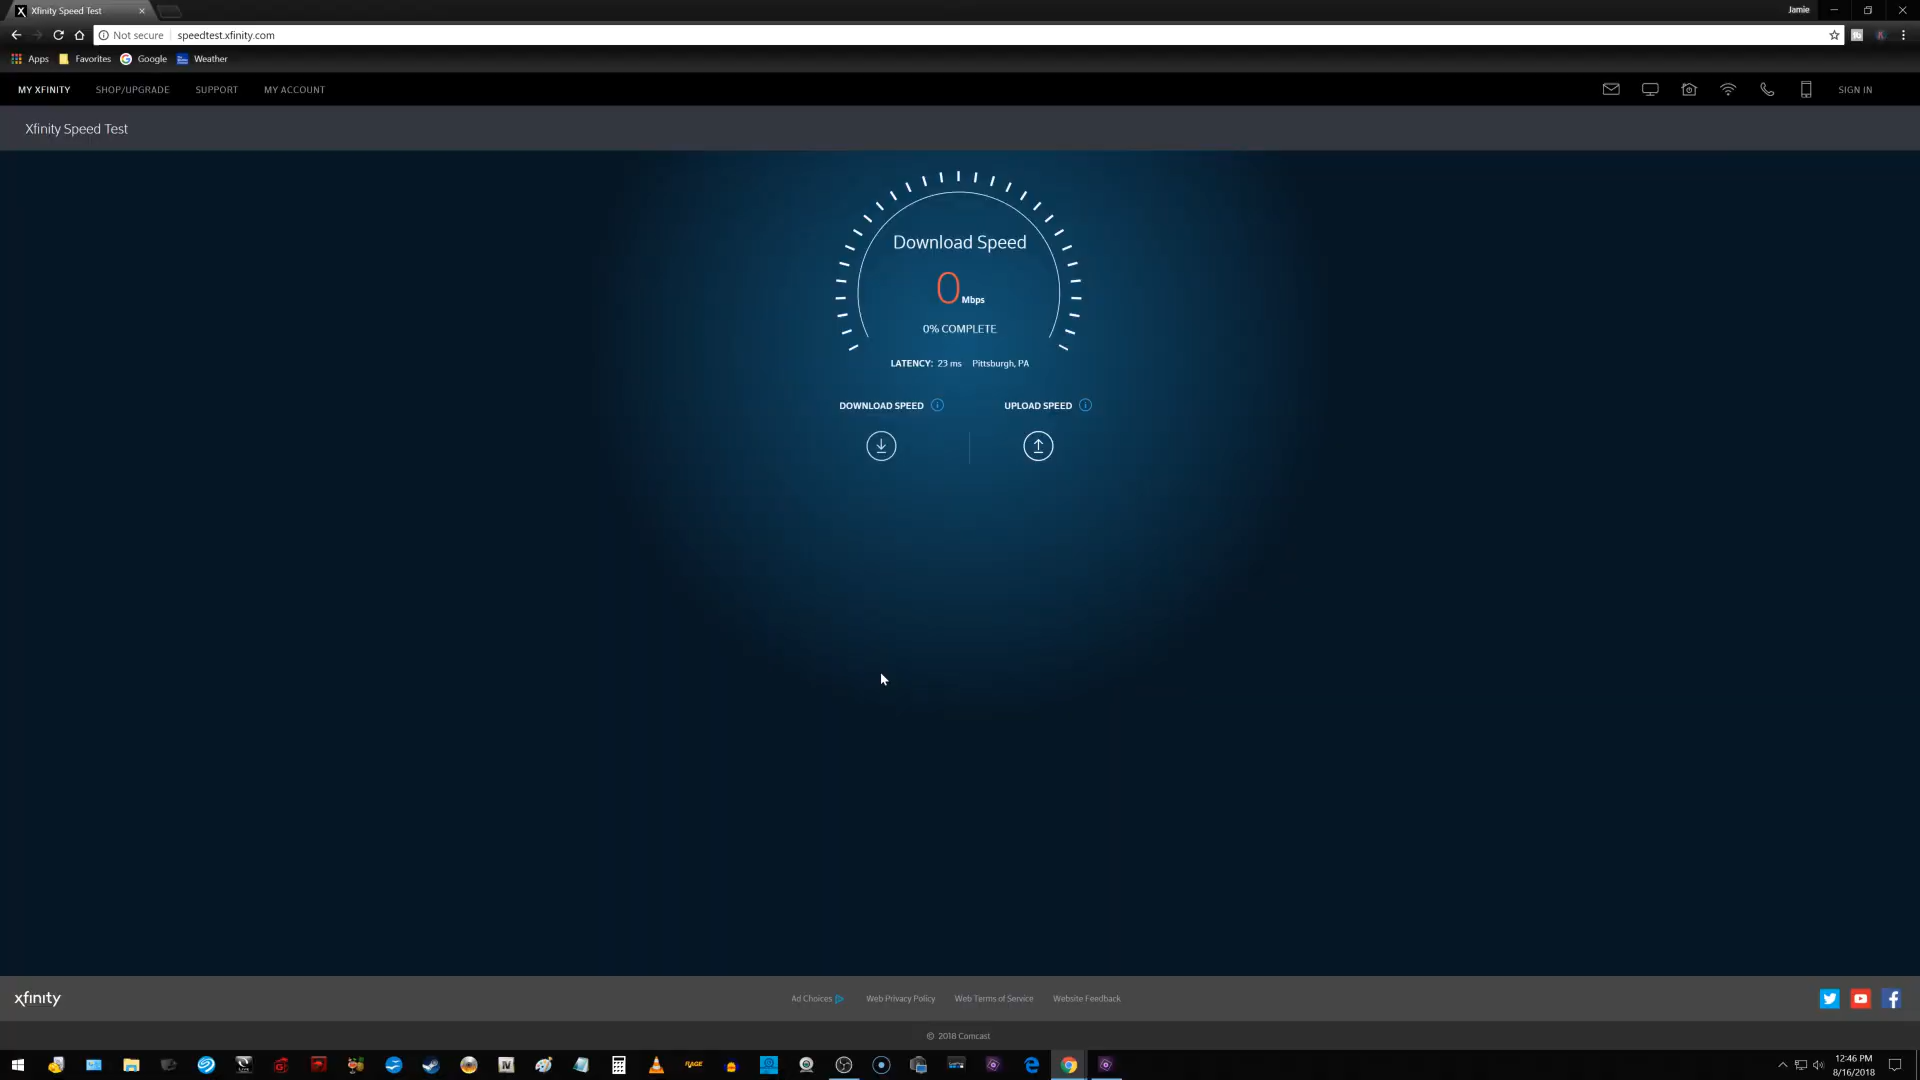 Xfinity Speed Test
Jamie
Not secure speedtest.xfinity.com
Apps Favorites Google Weather
MY XFINITY SHOP/UPGRADE SUPPORT MY ACCOUNT SIGN IN
Xfinity Speed Test
Download Speed
0 Mbps
0% COMPLETE
LATENCY: 23 ms Pittsburgh, PA
DOWNLOAD SPEED UPLOAD SPEED
xfinity Ad Choices Web Privacy Policy Web Terms of Service Website Feedback
© 2018 Comcast
RAGE
12:46 PM
8/16/2018